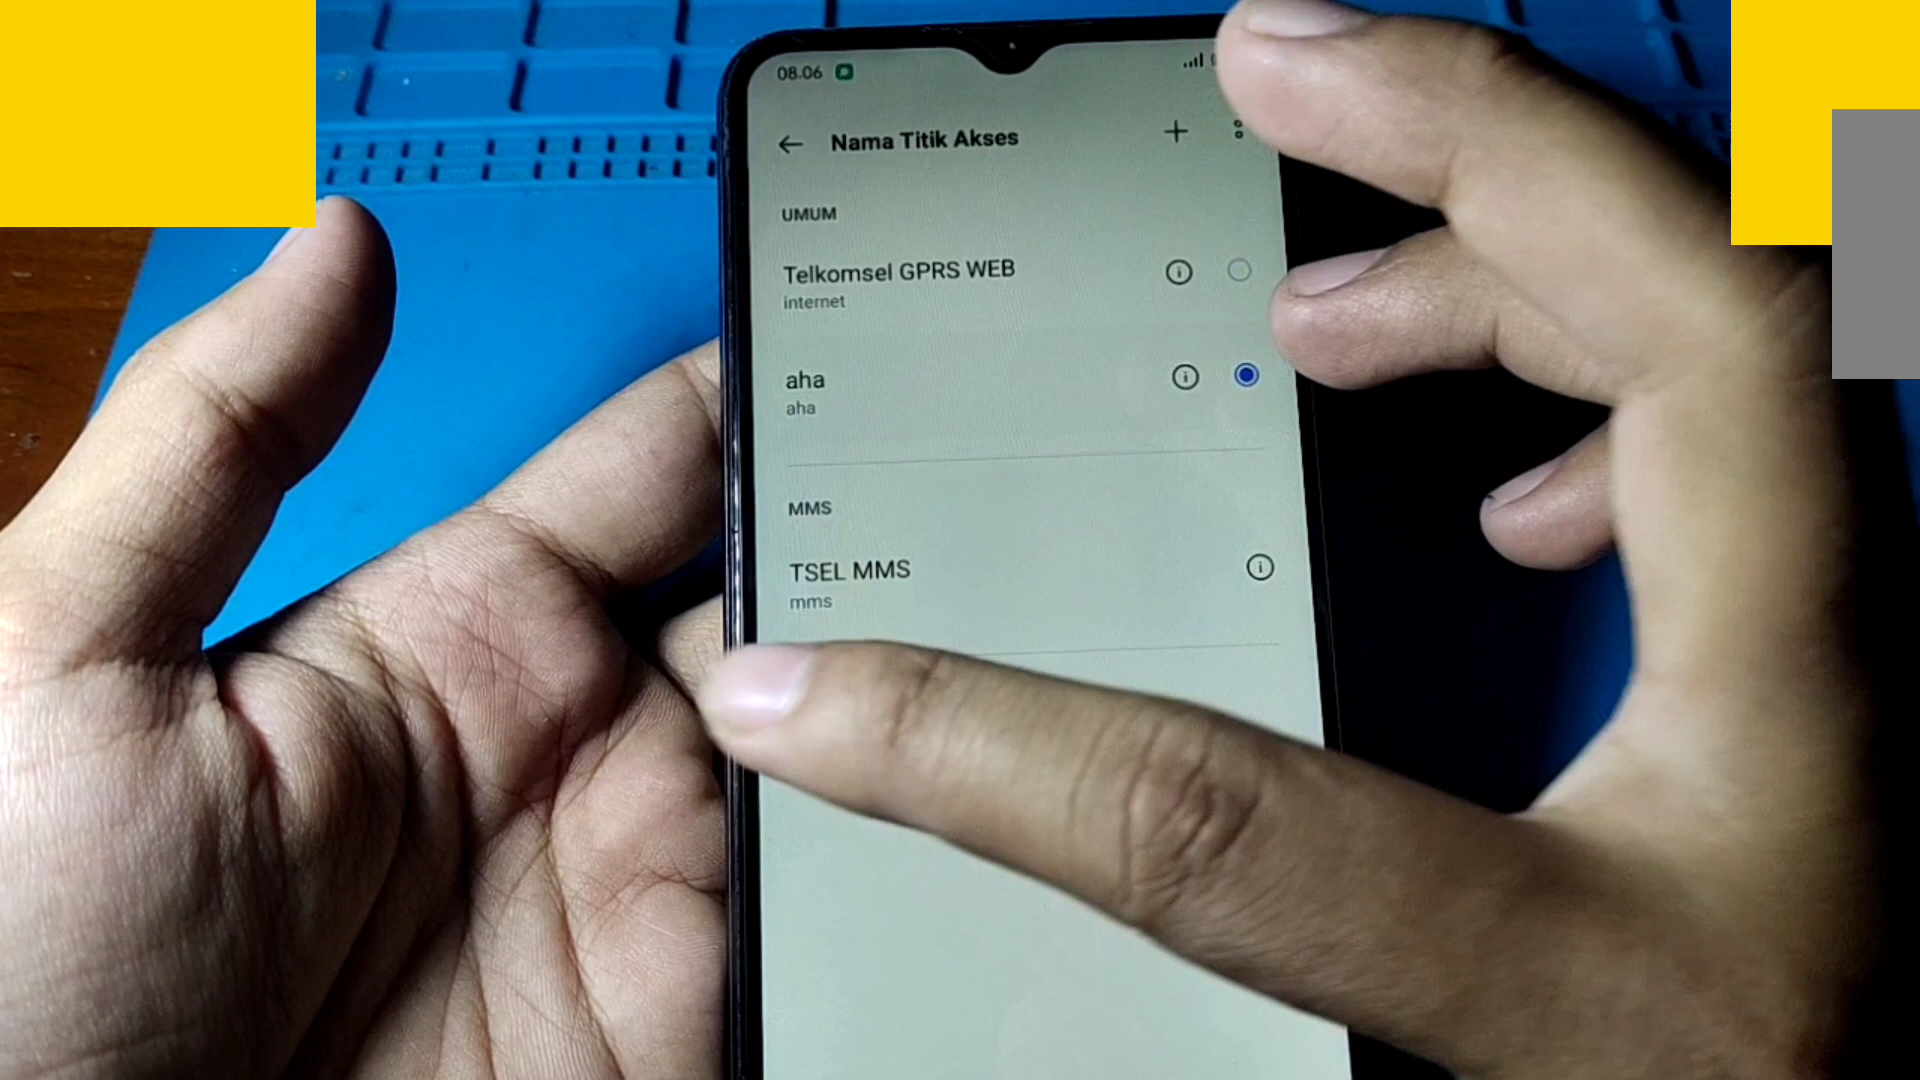 08.06
Nama Titik Akses
UMUM
Telkomsel GPRS WEB
internet
aha
aha
MMS
TSEL MMS
mms